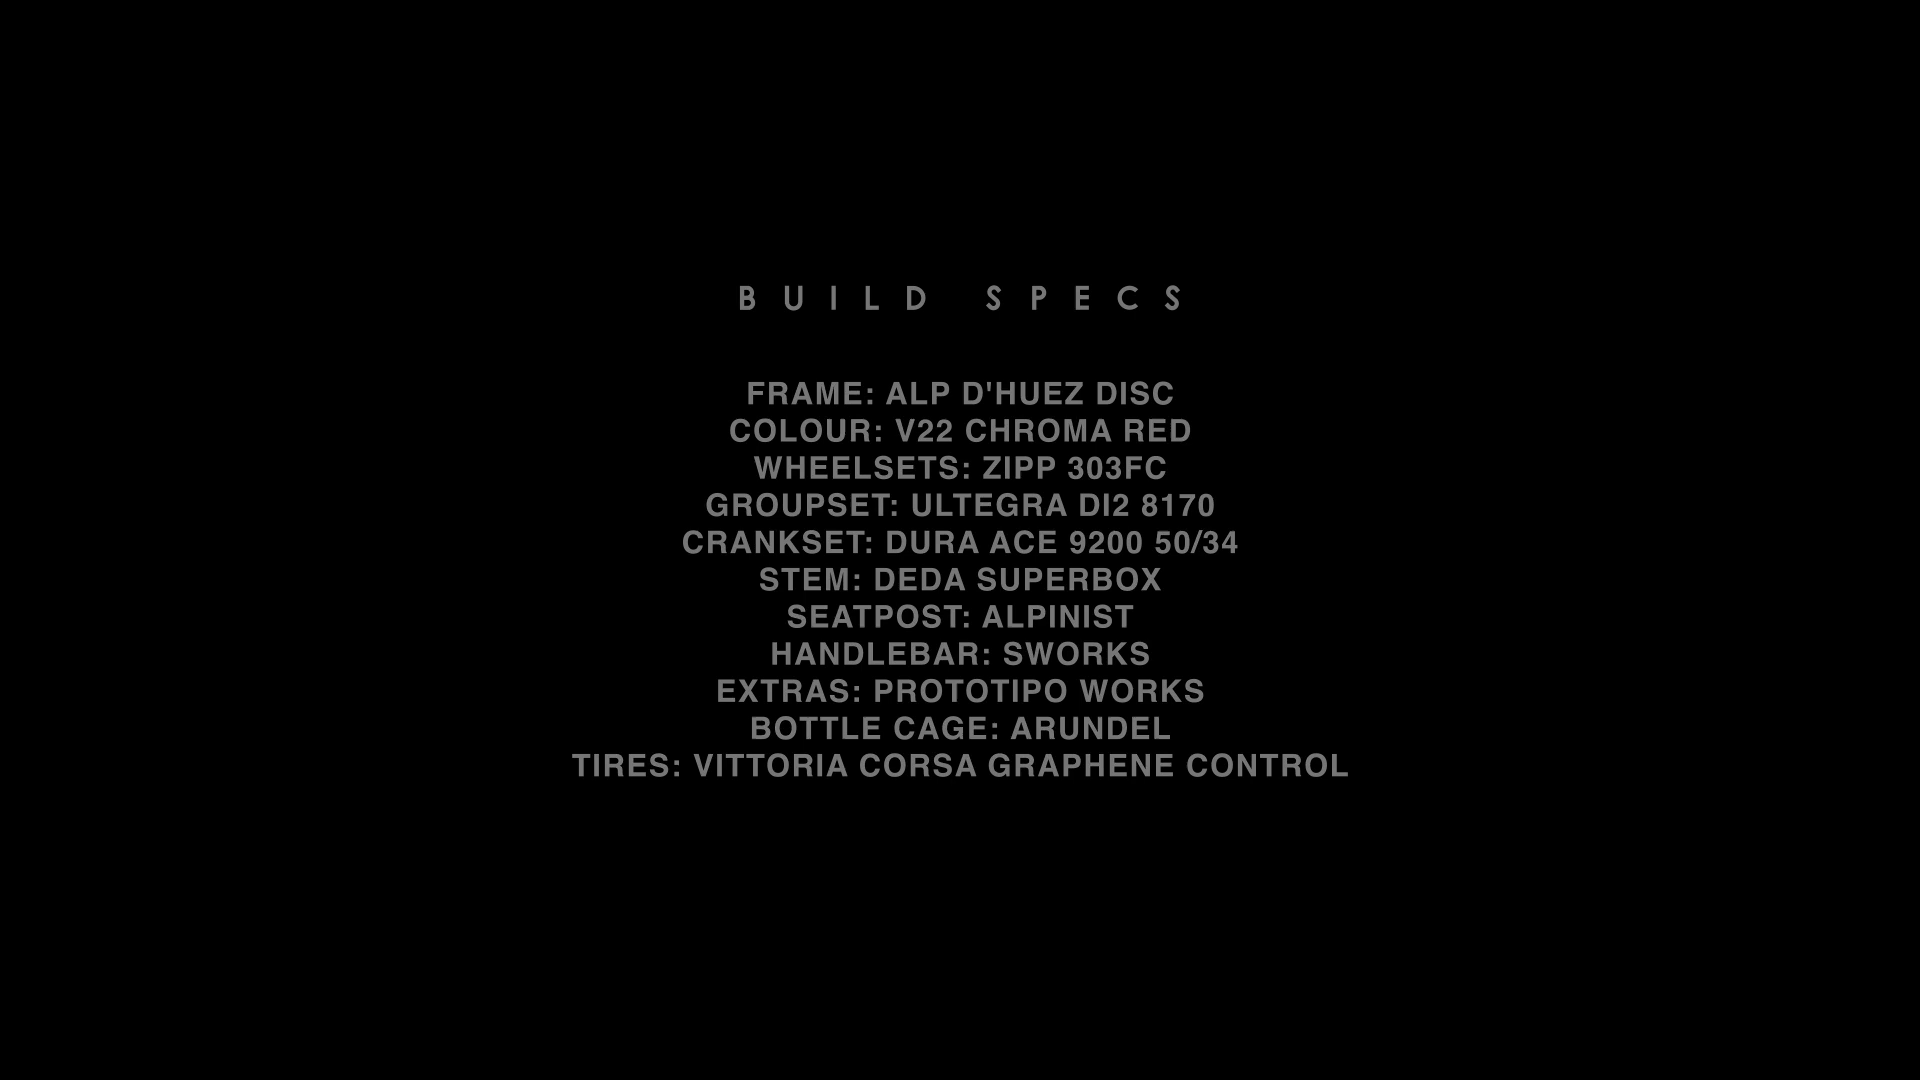 BUILD SPECS
FRAME: ALP D'HUEZ DISC
COLOUR: V22 CHROMA RED
WHEELSETS: ZIPP 303FC
GROUPSET: ULTEGRA DI2 8170
CRANKSET: DURA ACE 9200 50/34
STEM: DEDA SUPERBOX
SEATPOST: ALPINIST
HANDLEBAR: SWORKS
EXTRAS: PROTOTIPO WORKS
BOTTLE CAGE: ARUNDEL
TIRES: VITTORIA CORSA GRAPHENE CONTROL